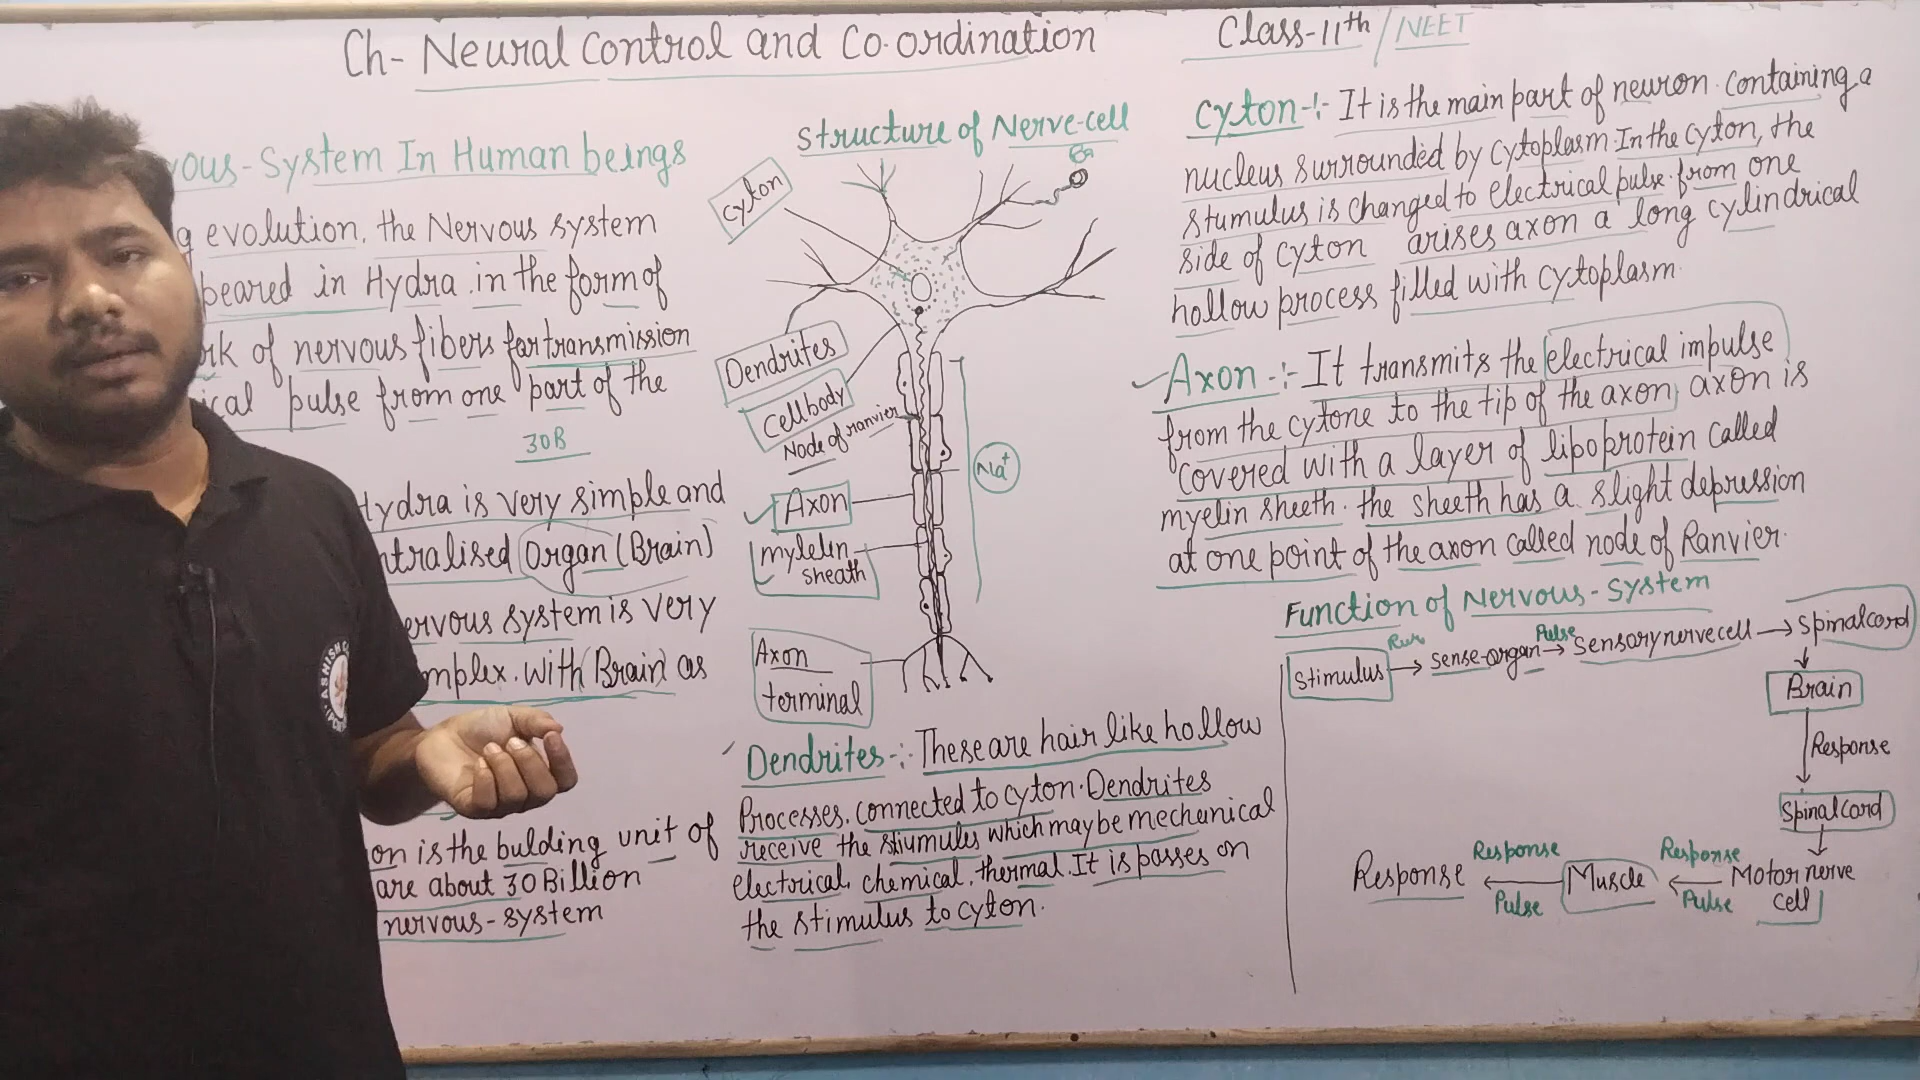 Ch- Neural Control and Co-ordination
Class-11th / NEET
vous-System In Human beings
g evolution, the Nervous system
peared in Hydra in the form of
rk of nervous fibers for transmission
ical pulse from one part of the
30B
Hydra is very simple and
ntralised Organ (Brain)
ervous system is very
mplex. with Brain as
on is the bulding unit of
are about 30 Billion
nervous-system
Structure of Nerve-cell
Cyton
Dendrites
Cellbody
Node of ranvier
Na+
Axon
mylelin
sheath
Axon
terminal
Dendrites -:- These are hair like hollow
Processes. connected to cyton. Dendrites
receive the stiumules which may be mechenical
electrical, chemical, thermal. It is passes on
the stimulus to cyton.
Cyton -:- It is the main part of neuron containing a
nucleus surrounded by cytoplasm. In the cyton, the
stumulus is changed to electrical pulse from one
side of cyton arises axon a long cylindrical
hollow process filled with cytoplasm
Axon -:- It transmits the electrical impulse
from the cytone to the tip of the axon, axon is
covered with a layer of lipoprotein called
myelin sheeth. the sheeth has a slight depression
at one point of the axon called node of Ranvier.
Function of Nervous-System
Stimulus → Sense-organ → Pulse Sensory nerve cell → Spinal cord
Brain
Response
Spinal cord
Motor nerve
cell
Response
Pulse
Muscle
Response
Pulse
Response